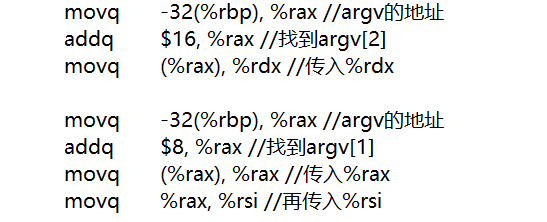 movq -32(%rbp), %rax //argv的地址
addq $16, %rax //找到argv[2]
movq (%rax), %rdx //传入%rdx
movq -32(%rbp), %rax //argv的地址
addq $8, %rax //找到argv[1]
movq (%rax), %rax //传入%rax
movq %rax, %rsi //再传入%rsi